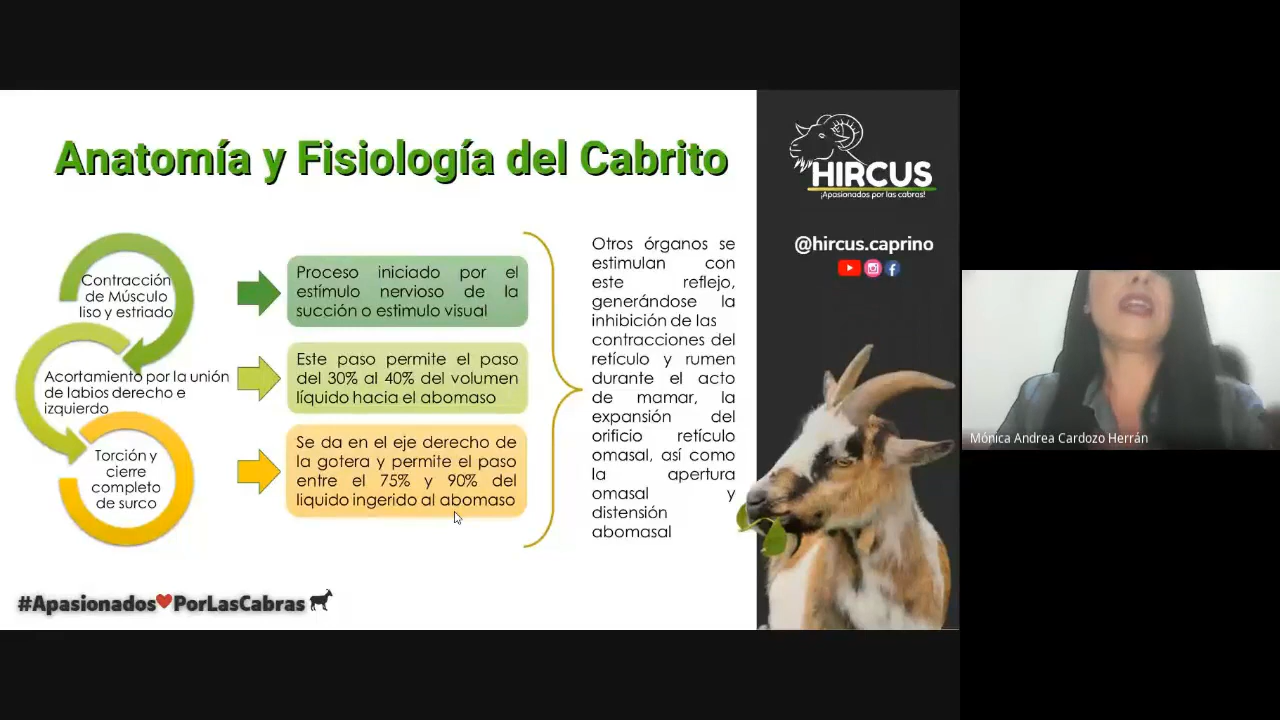 Anatomía y Fisiología del Cabrito
Contracción
de Músculo
liso y estriado
Proceso iniciado por el
estímulo nervioso de la
succión o estimulo visual
Acortamiento por la unión
de labios derecho e
izquierdo
Este paso permite el paso
del 30% al 40% del volumen
líquido hacia el abomaso
Torción y
cierre
completo
de surco
Se da en el eje derecho de
la gotera y permite el paso
entre el 75% y 90% del
liquido ingerido al abomaso
Otros órganos se
estimulan con
este reflejo,
generándose la
inhibición de las
contracciones del
retículo y rumen
durante el acto
de mamar, la
expansión del
orificio retículo
omasal, así como
la apertura
omasal y
distensión
abomasal
#Apasionados❤PorLasCabras
HIRCUS
¡Apasionados por las cabras!
@hircus.caprino
Mónica Andrea Cardozo Herrán